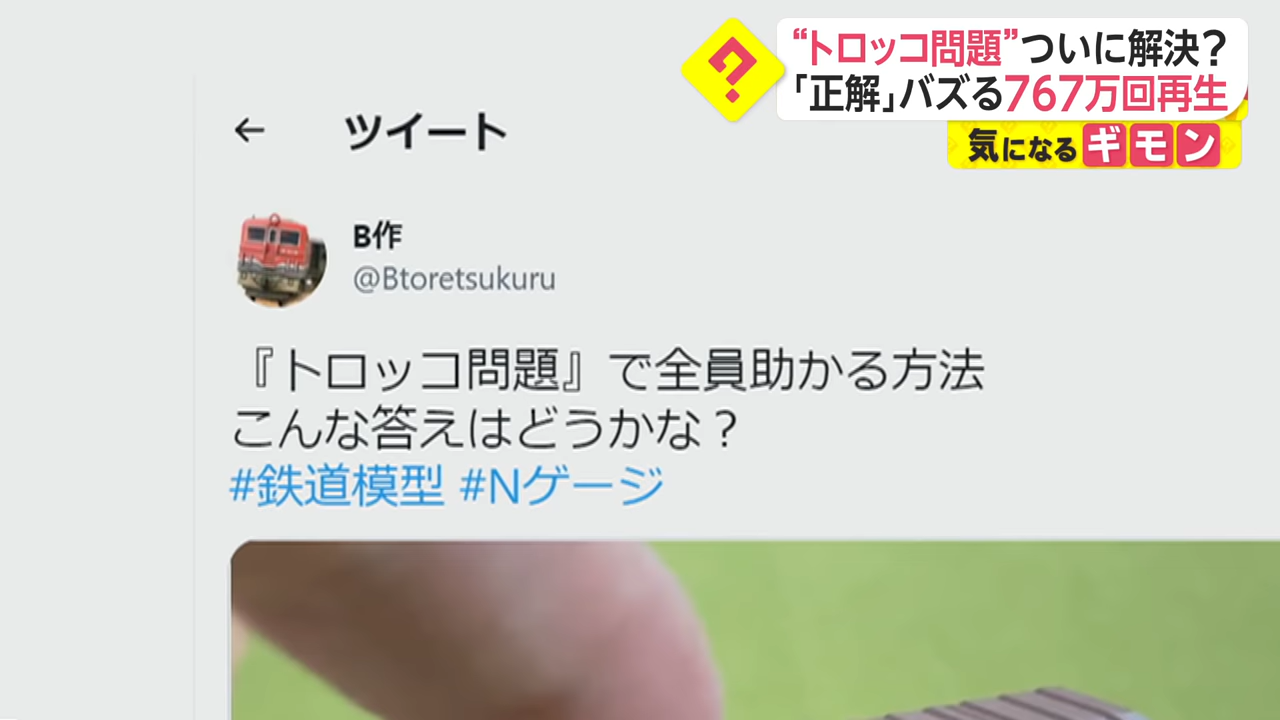 “トロッコ問題”ついに解決？
「正解」バズる767万回再生
気になるギモン
← ツイート
B作
@Btoretsukuru
『トロッコ問題』で全員助かる方法
こんな答えはどうかな？
#鉄道模型 #Nゲージ